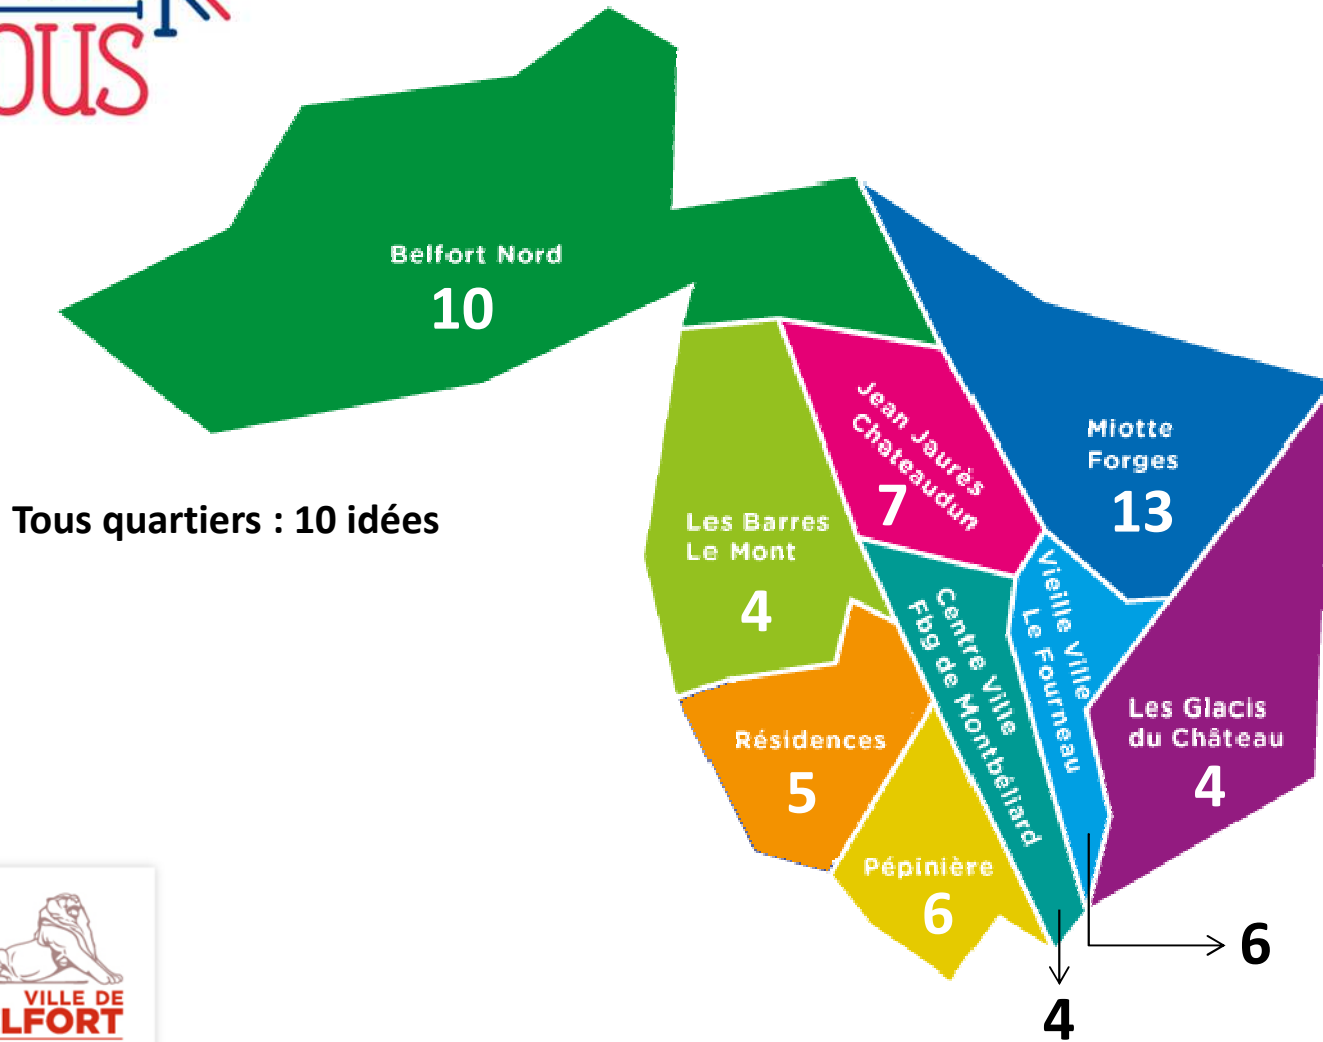 OUS
Belfort Nord
10
Jean Jaurès
Chateaudun
7
Miotte
Forges
13
Tous quartiers : 10 idées
Les Barres
Le Mont
4
Centre Ville
Fbg de Montbéliard
Vieille Ville
Le Fourneau
Les Glacis
du Château
4
Résidences
5
Pépinière
6
6
4
VILLE DE
LFORT